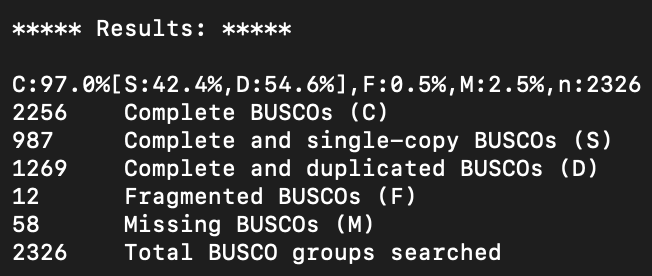 ***** Results: *****
C:97.0%[S:42.4%,D:54.6%],F:0.5%,M:2.5%,n:2326
2256    Complete BUSCOs (C)
987     Complete and single-copy BUSCOs (S)
1269    Complete and duplicated BUSCOs (D)
12      Fragmented BUSCOs (F)
58      Missing BUSCOs (M)
2326    Total BUSCO groups searched